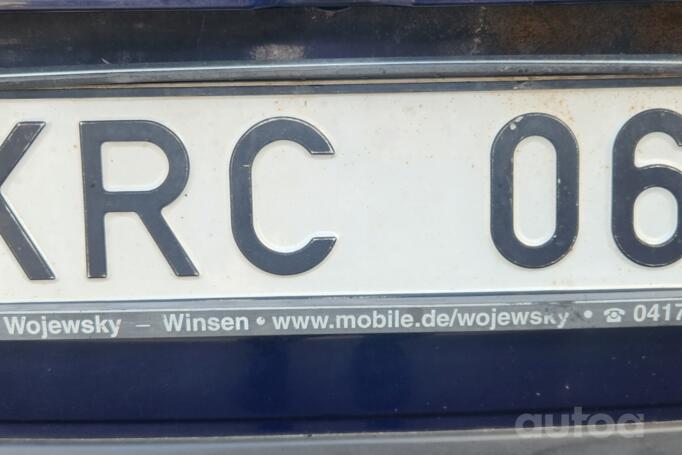 KRC 06
Wojewsky – Winsen • www.mobile.de/wojewsky • ☎ 0417
autoa